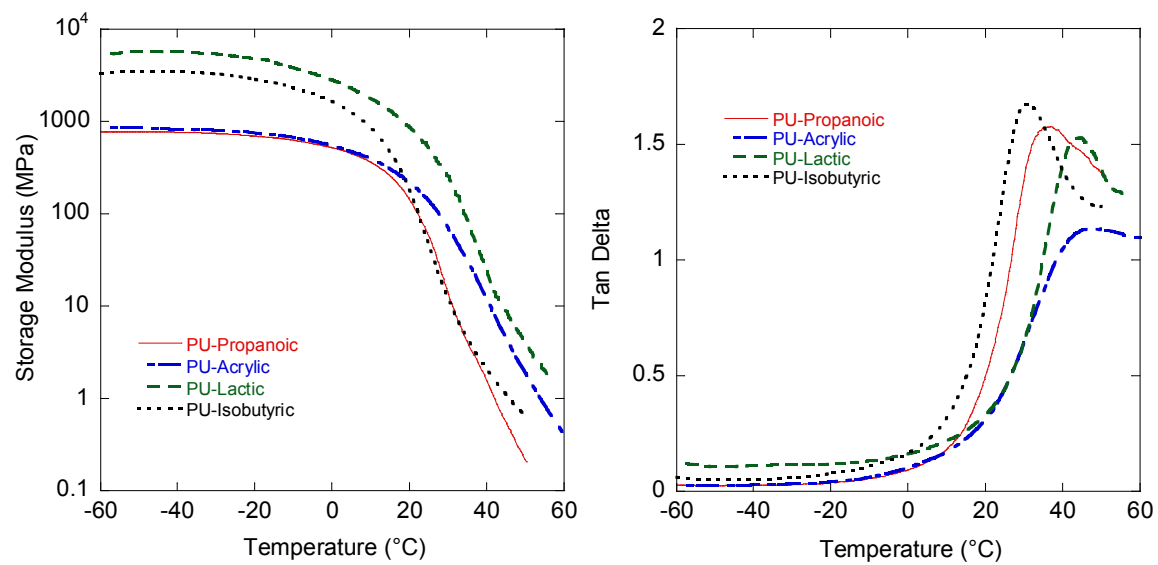 10^4
1000
100
10
1
0.1
Storage Modulus (MPa)
PU-Propanoic
PU-Acrylic
PU-Lactic
PU-Isobutyric
-60 -40 -20 0 20 40 60
Temperature (°C)
2
1.5
1
0.5
0
Tan Delta
PU-Propanoic
PU-Acrylic
PU-Lactic
PU-Isobutyric
-60 -40 -20 0 20 40 60
Temperature (°C)